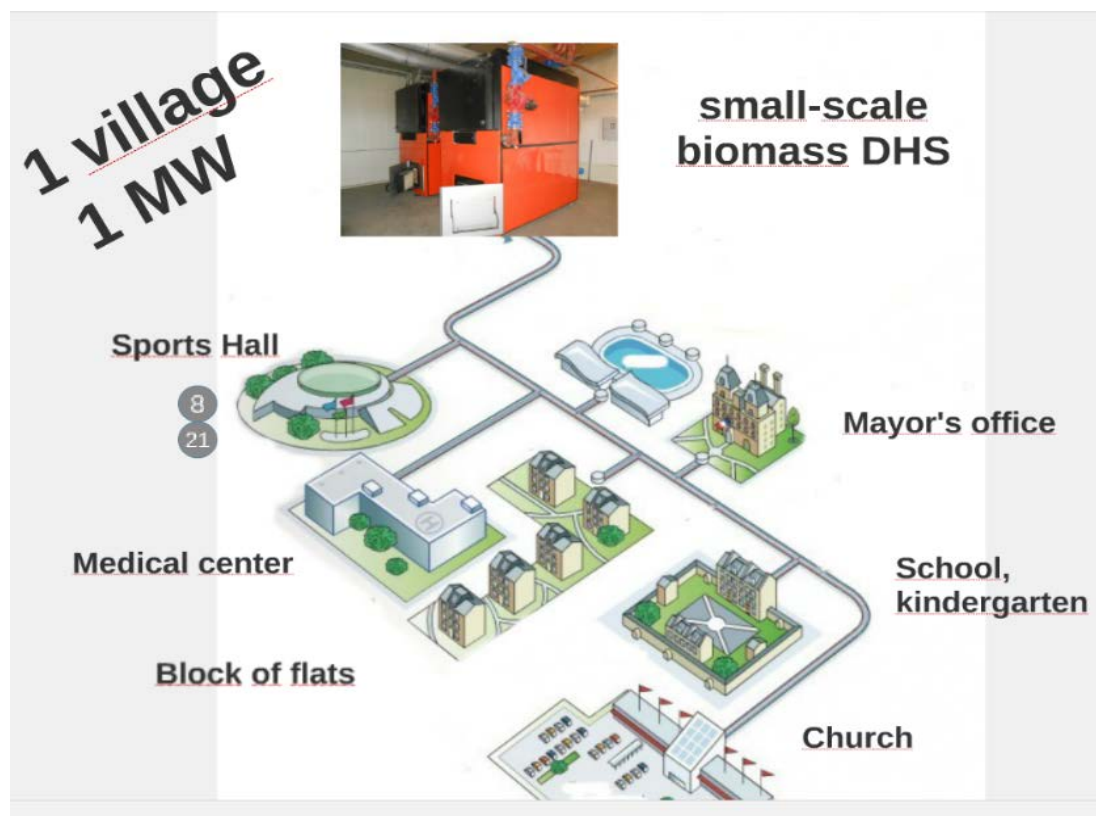 1 village
1 MW
small-scale
biomass DHS
Sports Hall
8
21
Mayor's office
Medical center
School,
kindergarten
Block of flats
Church
H